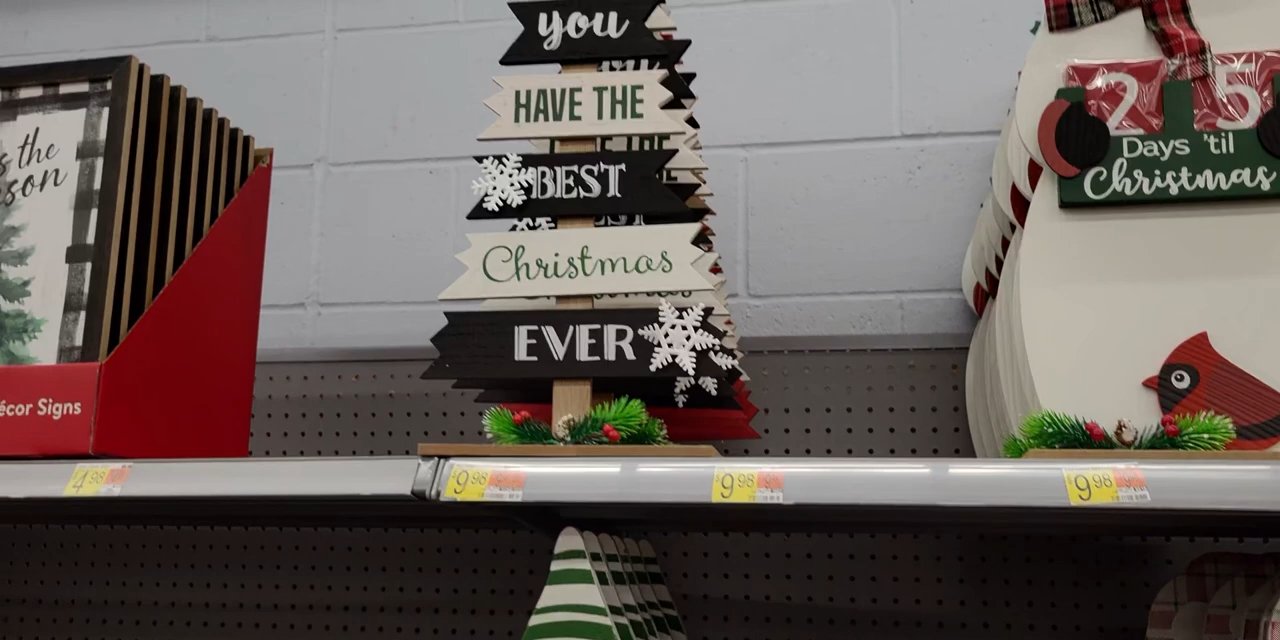 s the
son
écor Signs
you
HAVE THE
BEST
Christmas
EVER
25
Days 'til
Christmas
$4.98
$9.98
$9.98
$9.98